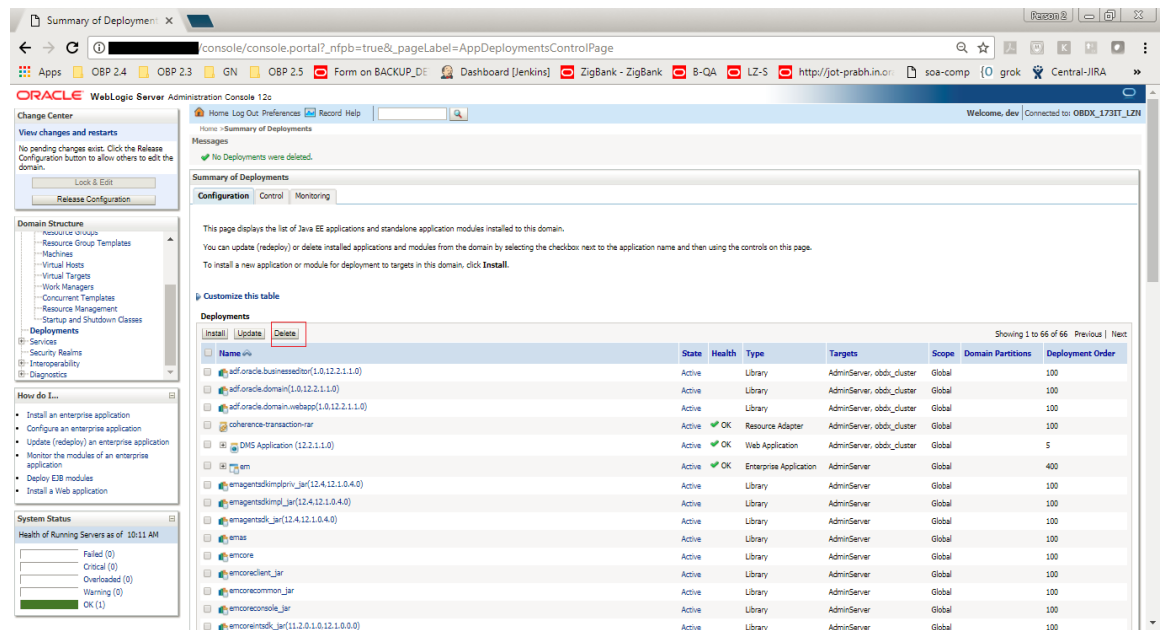 Summary of Deployment ×
Person 2
/console/console.portal?_nfpb=true&_pageLabel=AppDeploymentsControlPage
Apps OBP 2.4 OBP 2.3 GN OBP 2.5 Form on BACKUP_DE Dashboard [Jenkins] ZigBank - ZigBank B-QA LZ-S http://jot-prabh.in.or soa-comp grok Central-JIRA »
ORACLE WebLogic Server Administration Console 12c
Change Center
View changes and restarts
No pending changes exist. Click the Release
Configuration button to allow others to edit the
domain.
Lock & Edit
Release Configuration
Domain Structure
Resource Groups
Resource Group Templates
Machines
Virtual Hosts
Virtual Targets
Work Managers
Concurrent Templates
Resource Management
Startup and Shutdown Classes
Deployments
Services
Security Realms
Interoperability
Diagnostics
How do I...
Install an enterprise application
Configure an enterprise application
Update (redeploy) an enterprise application
Monitor the modules of an enterprise
application
Deploy EJB modules
Install a Web application
System Status
Health of Running Servers as of 10:11 AM
Failed (0)
Critical (0)
Overloaded (0)
Warning (0)
OK (1)
Home Log Out Preferences Record Help
Welcome, dev Connected to: OBDX_173IT_LZN
Home >Summary of Deployments
Messages
No Deployments were deleted.
Summary of Deployments
Configuration Control Monitoring
This page displays the list of Java EE applications and standalone application modules installed to this domain.
You can update (redeploy) or delete installed applications and modules from the domain by selecting the checkbox next to the application name and then using the controls on this page.
To install a new application or module for deployment to targets in this domain, click Install.
Customize this table
Deployments
Install Update Delete Showing 1 to 66 of 66 Previous | Next
Name State Health Type Targets Scope Domain Partitions Deployment Order
adf.oracle.businesseditor(1.0,12.2.1.1.0) Active Library AdminServer, obdx_cluster Global 100
adf.oracle.domain(1.0,12.2.1.1.0) Active Library AdminServer, obdx_cluster Global 100
adf.oracle.domain.webapp(1.0,12.2.1.1.0) Active Library AdminServer, obdx_cluster Global 100
coherence-transaction-rar Active OK Resource Adapter AdminServer, obdx_cluster Global 100
DMS Application (12.2.1.1.0) Active OK Web Application AdminServer, obdx_cluster Global 5
em Active OK Enterprise Application AdminServer Global 400
emagentsdkimplpriv_jar(12.4,12.1.0.4.0) Active Library AdminServer Global 100
emagentsdkimpl_jar(12.4,12.1.0.4.0) Active Library AdminServer Global 100
emagentsdk_jar(12.4,12.1.0.4.0) Active Library AdminServer Global 100
emas Active Library AdminServer Global 100
emcore Active Library AdminServer Global 100
emcoreclient_jar Active Library AdminServer Global 100
emcorecommon_jar Active Library AdminServer Global 100
emcoreconsole_jar Active Library AdminServer Global 100
emcoreintsdk_jar(11.2.0.1.0,12.1.0.0.0) Active Library AdminServer Global 100